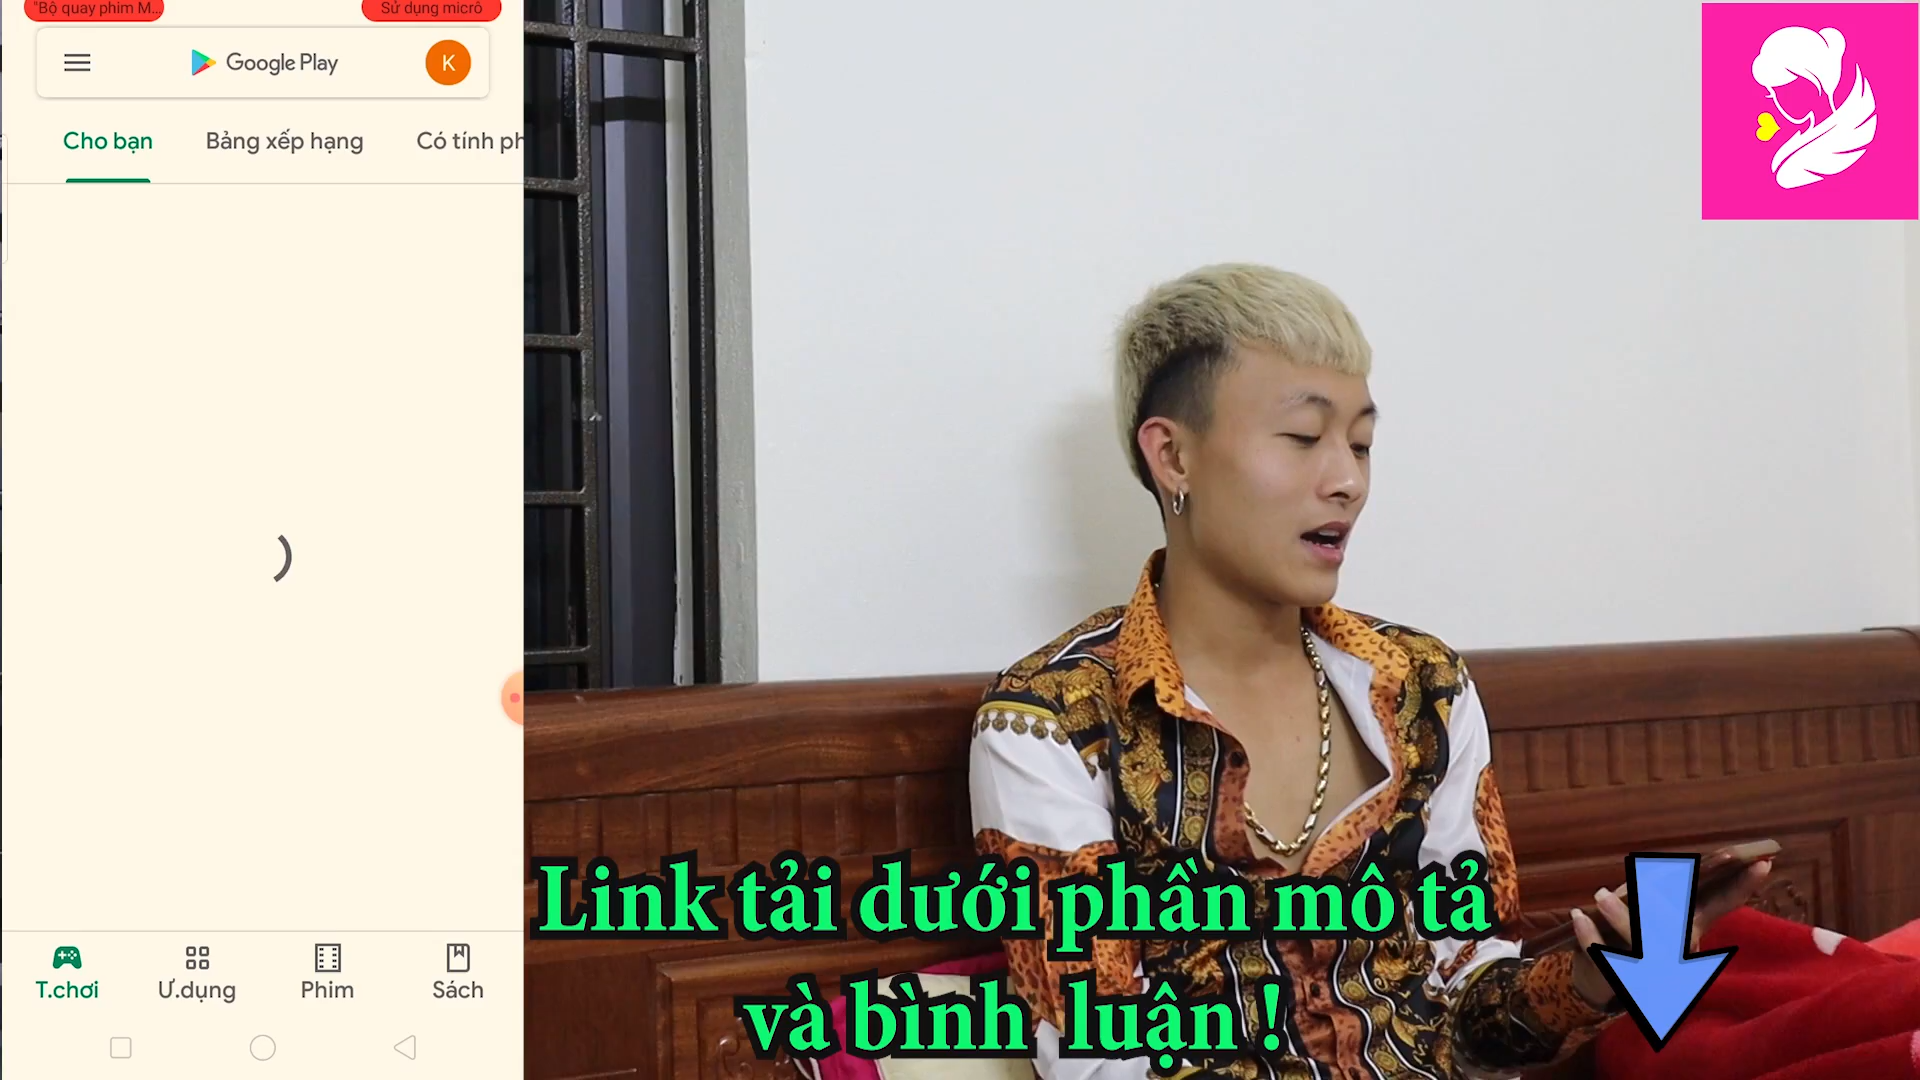 "Bộ quay phim M...
Sử dụng micrô
Google Play
K
Cho bạn
Bảng xếp hạng
Có tính ph
T.chơi
Ư.dụng
Phim
Sách
Link tải dưới phần mô tả
và bình luận !